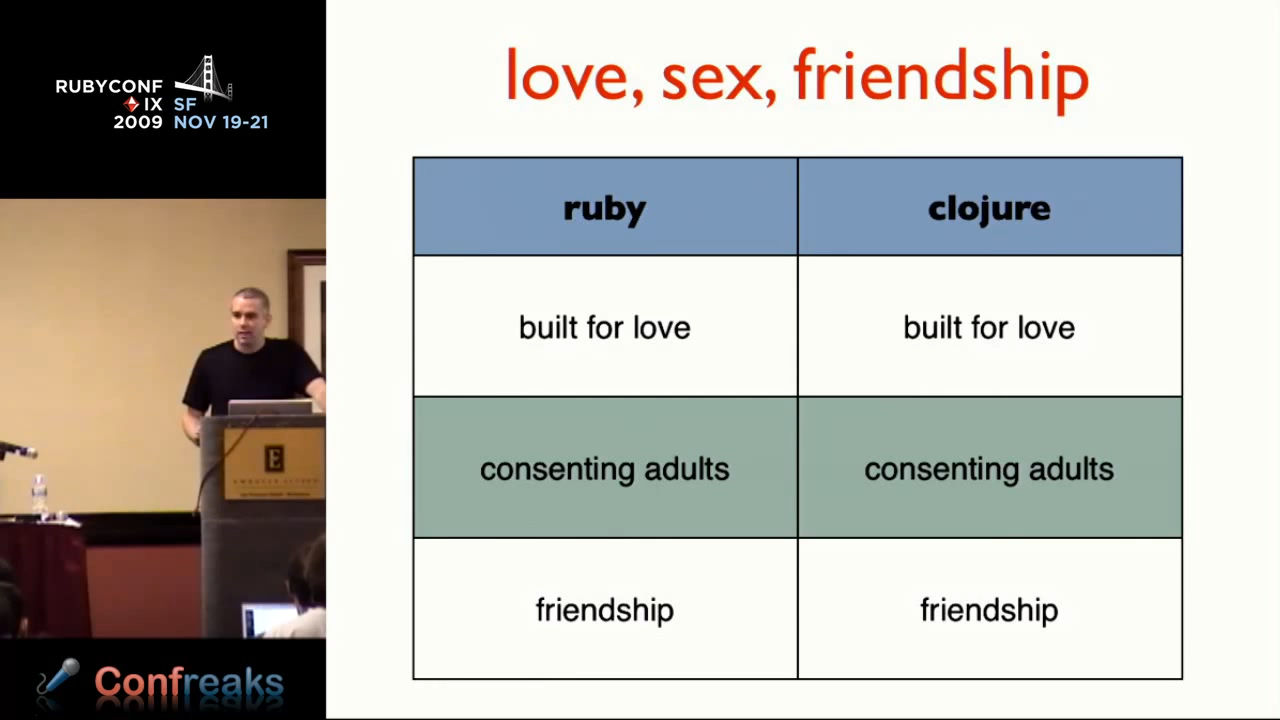 RUBYCONF
IX SF
2009 NOV 19-21
love, sex, friendship
ruby clojure
built for love built for love
consenting adults consenting adults
friendship friendship
E
Confreaks